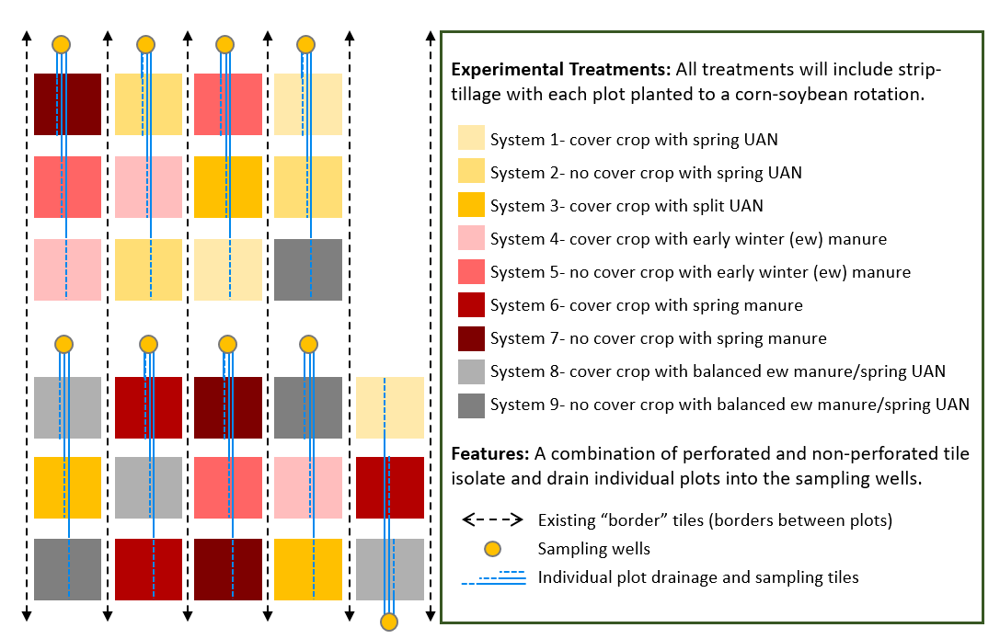 Experimental Treatments: All treatments will include strip-
tillage with each plot planted to a corn-soybean rotation.
System 1- cover crop with spring UAN
System 2- no cover crop with spring UAN
System 3- cover crop with split UAN
System 4- cover crop with early winter (ew) manure
System 5- no cover crop with early winter (ew) manure
System 6- cover crop with spring manure
System 7- no cover crop with spring manure
System 8- cover crop with balanced ew manure/spring UAN
System 9- no cover crop with balanced ew manure/spring UAN
Features: A combination of perforated and non-perforated tile
isolate and drain individual plots into the sampling wells.
Existing “border” tiles (borders between plots)
Sampling wells
Individual plot drainage and sampling tiles